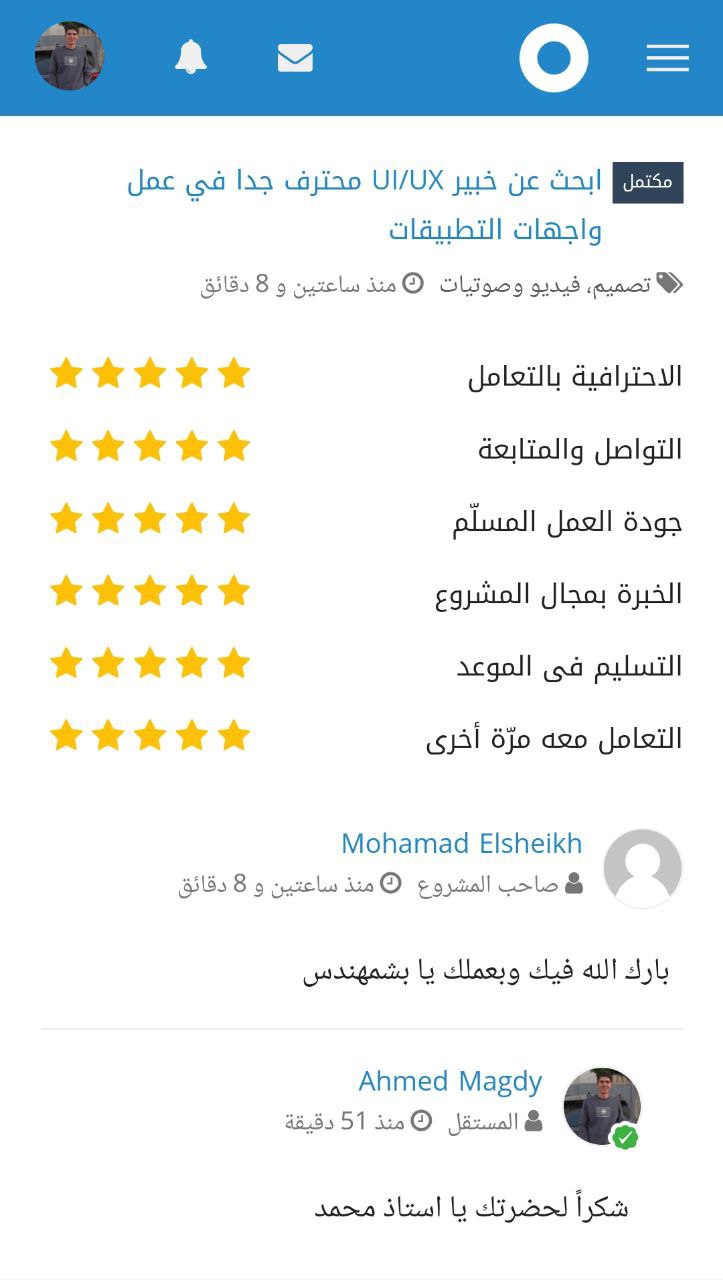 مكتمل
ابحث عن خبير UI/UX محترف جدا في عمل
واجهات التطبيقات
تصميم، فيديو وصوتيات منذ ساعتين و 8 دقائق
الاحترافية بالتعامل
التواصل والمتابعة
جودة العمل المسلّم
الخبرة بمجال المشروع
التسليم فى الموعد
التعامل معه مرّة أخرى
Mohamad Elsheikh
صاحب المشروع منذ ساعتين و 8 دقائق
بارك الله فيك وبعملك يا بشمهندس
Ahmed Magdy
المستقل منذ 51 دقيقة
شكراً لحضرتك يا استاذ محمد